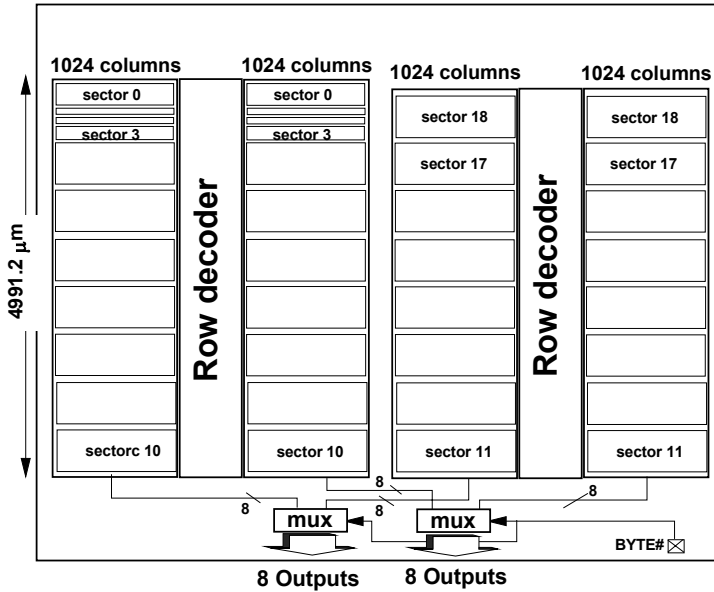 1024 columns
1024 columns
1024 columns
1024 columns
sector 0
sector 0
sector 3
sector 3
sector 18
sector 18
sector 17
sector 17
Row decoder
Row decoder
4991.2 μm
sectorc 10
sector 10
sector 11
sector 11
8
8
8
8
mux
mux
BYTE#
8 Outputs
8 Outputs